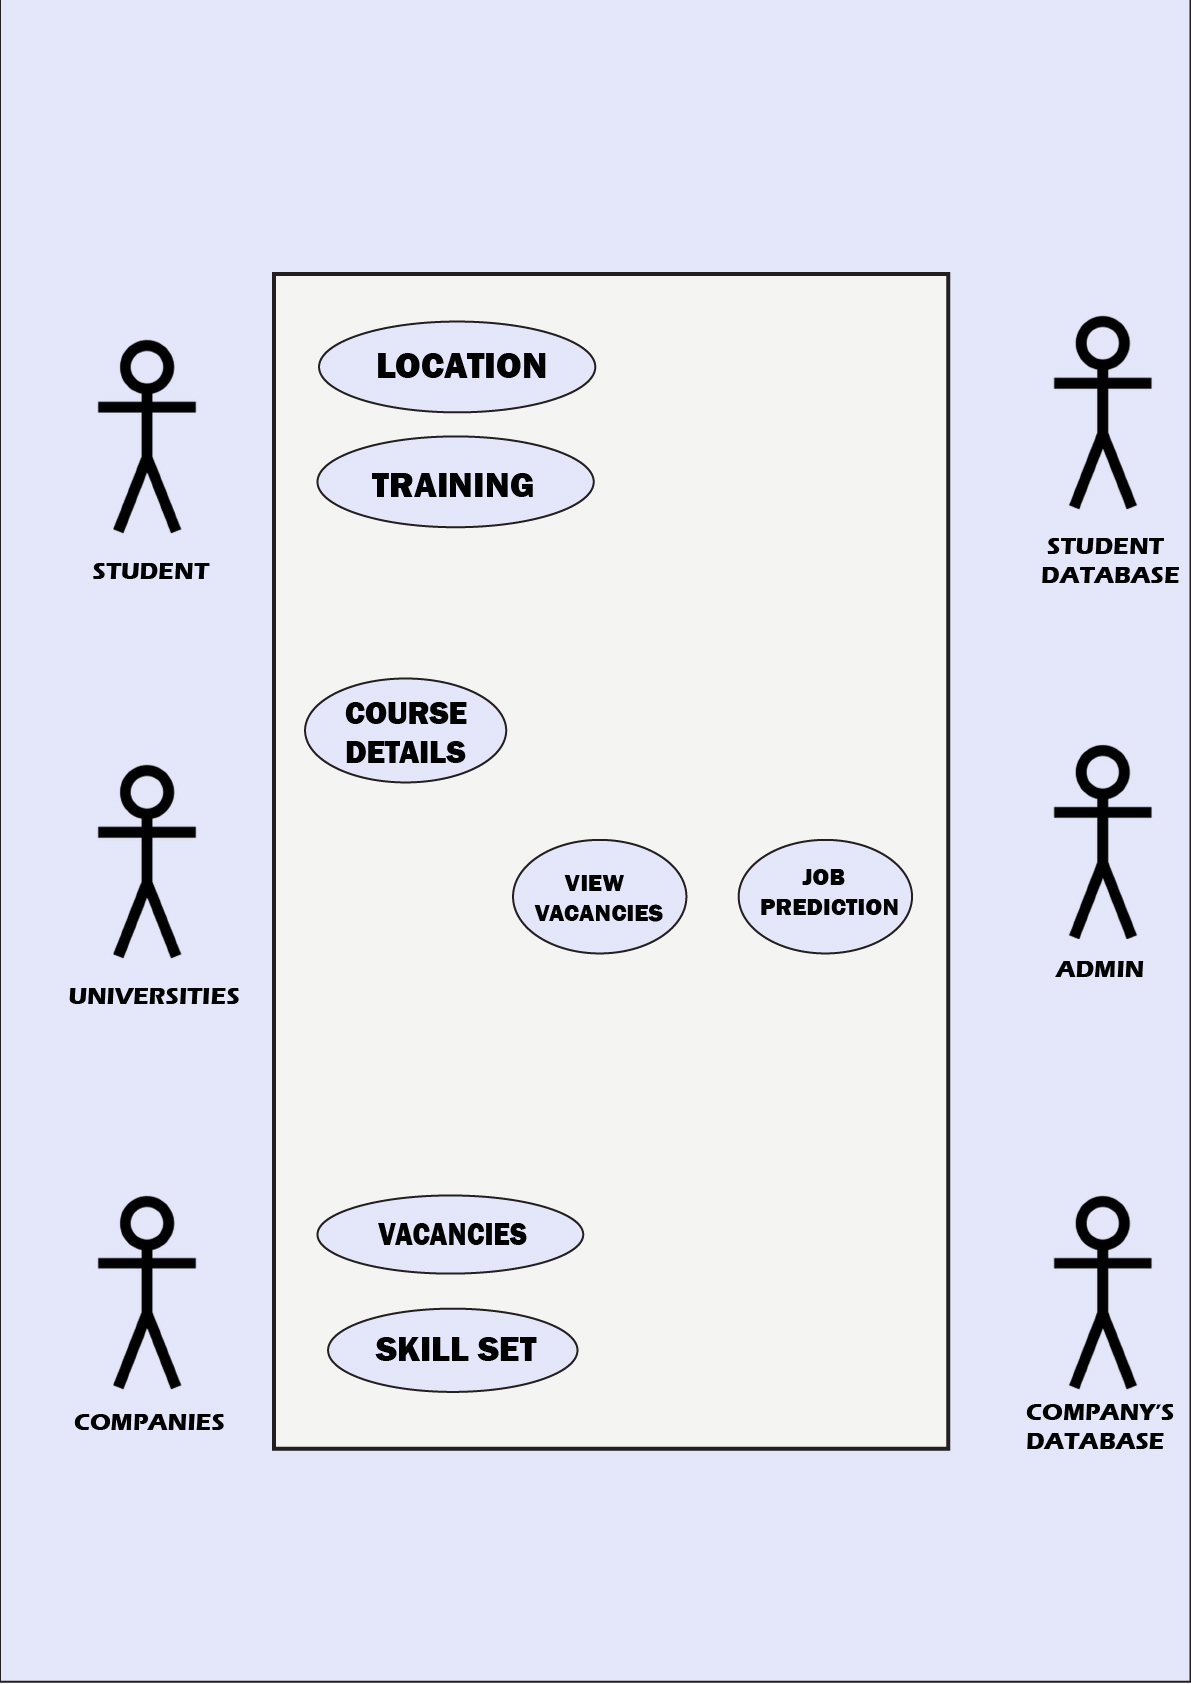 LOCATION
TRAINING
STUDENT
STUDENT
DATABASE
COURSE
DETAILS
VIEW
VACANCIES
JOB
PREDICTION
UNIVERSITIES
ADMIN
VACANCIES
SKILL SET
COMPANIES
COMPANY'S
DATABASE